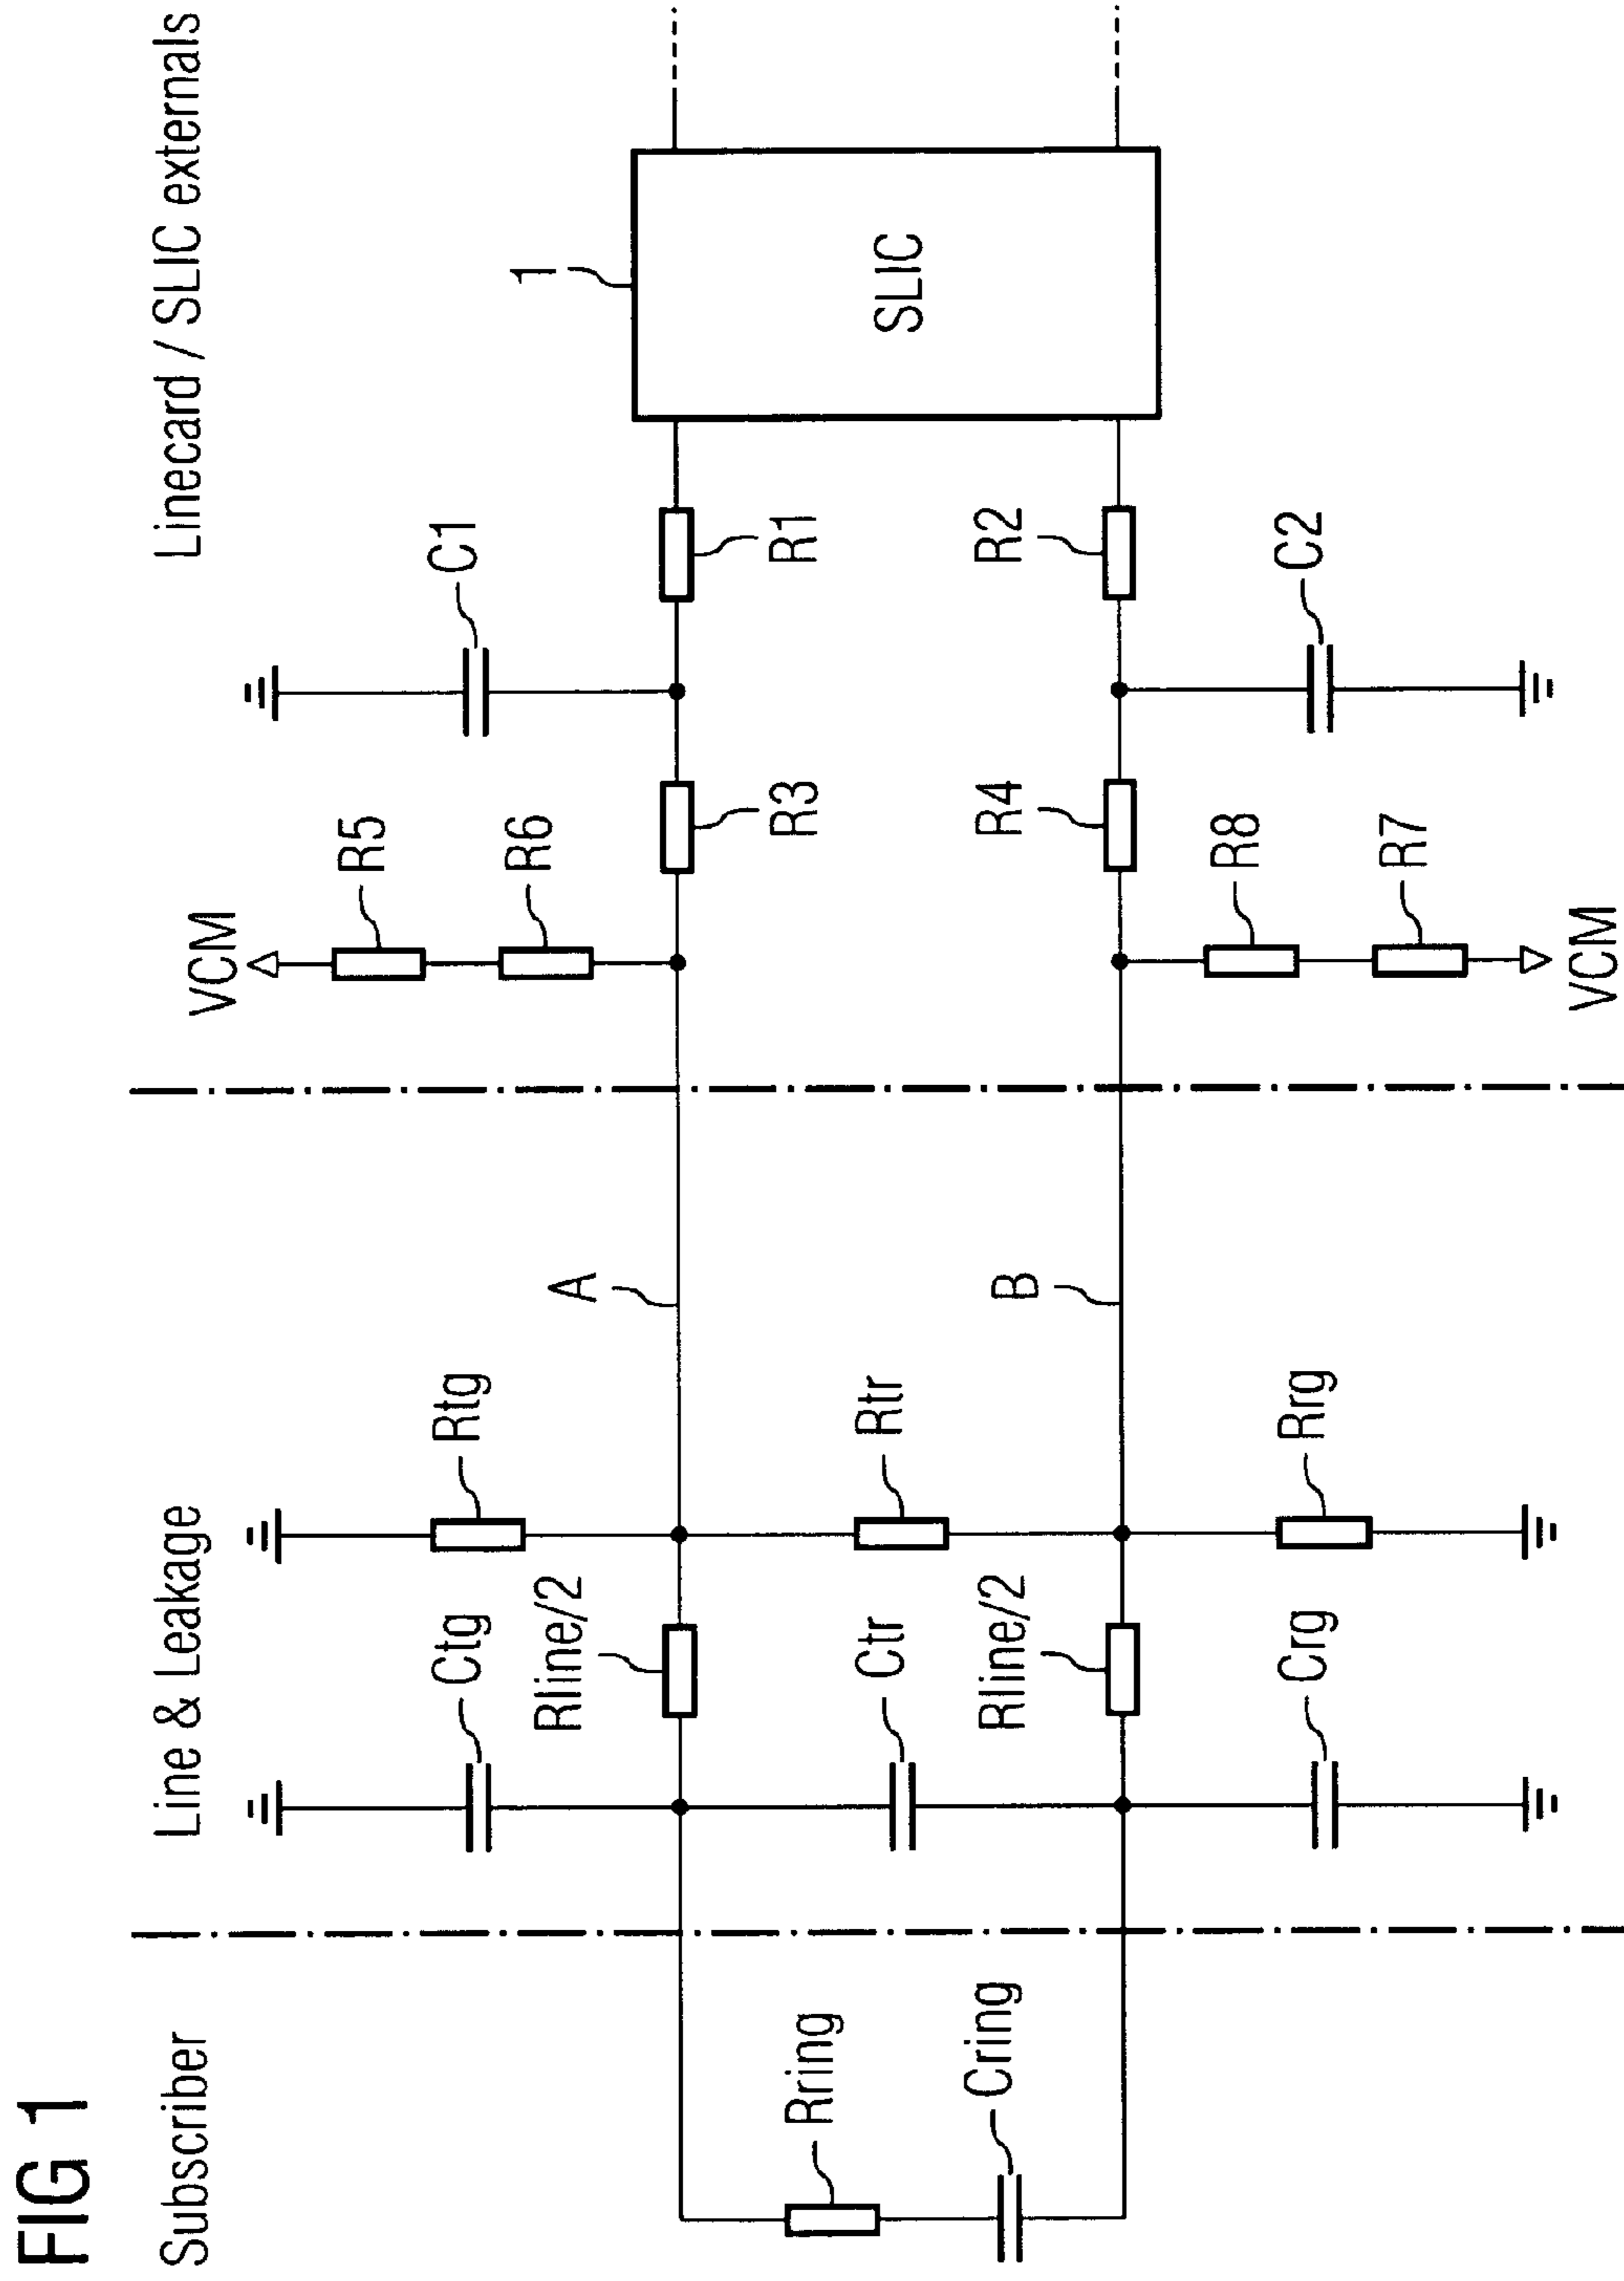 FIG 1
Subscriber
Line & Leakage
Linecard / SLIC externals
VCM
R5
R6
C1
Ctg
Rtg
Rline/2
A
R3
R1
1
SLIC
Rring
Cring
Ctr
Rtr
Rline/2
B
R4
R2
Crg
Rrg
R8
R7
C2
VCM